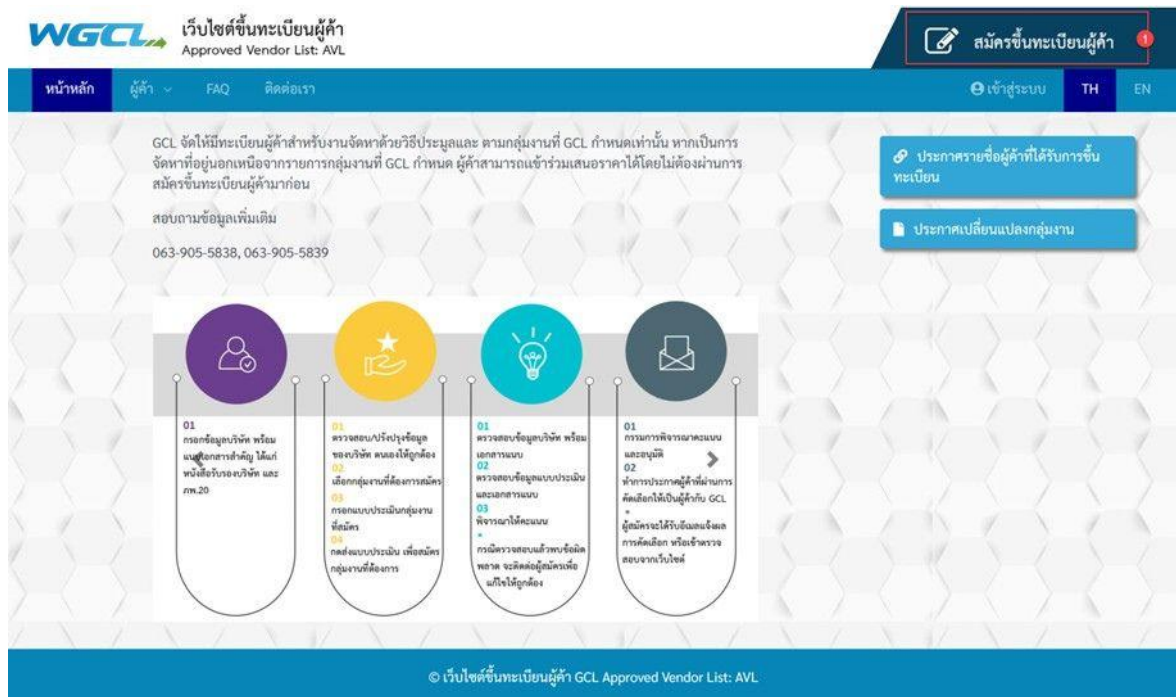 WGCL
เว็บไซต์ขึ้นทะเบียนผู้ค้า
Approved Vendor List: AVL
สมัครขึ้นทะเบียนผู้ค้า
1
หน้าหลัก ผู้ค้า FAQ ติดต่อเรา เข้าสู่ระบบ TH EN
GCL จัดให้มีทะเบียนผู้ค้าสำหรับงานจัดหาด้วยวิธีประมูลและ ตามกลุ่มงานที่ GCL กำหนดเท่านั้น หากเป็นการ
จัดหาที่อยู่นอกเหนือจากรายการกลุ่มงานที่ GCL กำหนด ผู้ค้าสามารถเข้าร่วมเสนอราคาได้โดยไม่ต้องผ่านการ
สมัครขึ้นทะเบียนผู้ค้ามาก่อน
สอบถามข้อมูลเพิ่มเติม
063-905-5838, 063-905-5839
ประกาศรายชื่อผู้ค้าที่ได้รับการขึ้น
ทะเบียน
ประกาศเปลี่ยนแปลงกลุ่มงาน
01
กรอกข้อมูลบริษัท พร้อม
แนบเอกสารสำคัญ ได้แก่
หนังสือรับรองบริษัท และ
ภพ.20
01
ตรวจสอบ/ปรังปรุงข้อมูล
ของบริษัท ตนเองให้ถูกต้อง
02
เลือกกลุ่มงานที่ต้องการสมัคร
03
กรอกแบบประเมินกลุ่มงาน
ที่สมัคร
04
กดส่งแบบประเมิน เพื่อสมัคร
กลุ่มงานที่ต้องการ
01
ตรวจสอบข้อมูลบริษัท พร้อม
เอกสารแนบ
02
ตรวจสอบข้อมูลแบบประเมิน
และเอกสารแนบ
03
พิจารณาให้คะแนน
*
กรณีตรวจสอบแล้วพบข้อผิด
พลาด จะติดต่อผู้สมัครเพื่อ
แก้ไขให้ถูกต้อง
01
กรรมการพิจารณาคะแนน
และอนุมัติ
02
ทำการประกาศผู้ค้าที่ผ่านการ
คัดเลือกให้เป็นผู้ค้ากับ GCL
*
ผู้สมัครจะได้รับอีเมลแจ้งผล
การคัดเลือก หรือเข้าตรวจ
สอบจากเว็บไซต์
© เว็บไซต์ขึ้นทะเบียนผู้ค้า GCL Approved Vendor List: AVL